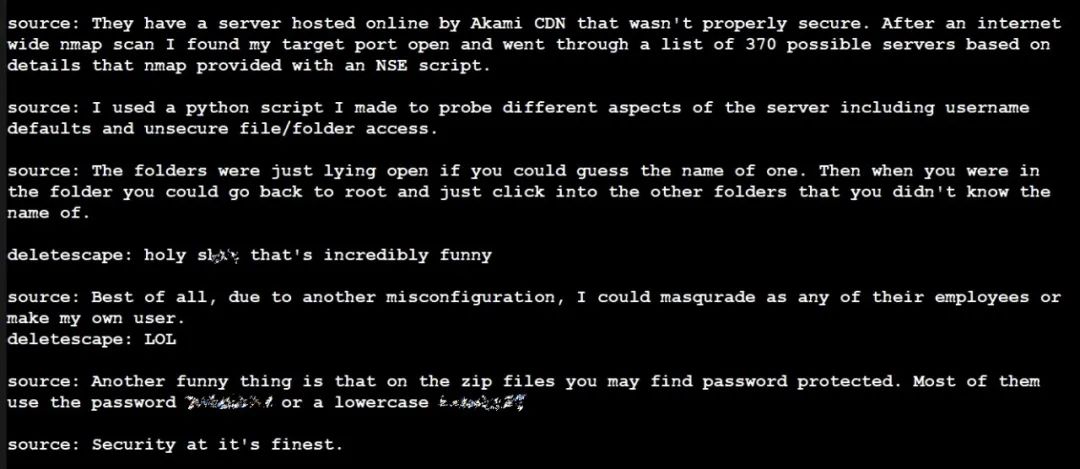 source: They have a server hosted online by Akami CDN that wasn't properly secure. After an internet
wide nmap scan I found my target port open and went through a list of 370 possible servers based on
details that nmap provided with an NSE script.
source: I used a python script I made to probe different aspects of the server including username
defaults and unsecure file/folder access.
source: The folders were just lying open if you could guess the name of one. Then when you were in
the folder you could go back to root and just click into the other folders that you didn't know the
name of.
deletescape: holy that's incredibly funny
source: Best of all, due to another misconfiguration, I could masqurade as any of their employees or
make my own user.
deletescape: LOL
source: Another funny thing is that on the zip files you may find password protected. Most of them
use the password or a lowercase
source: Security at it's finest.